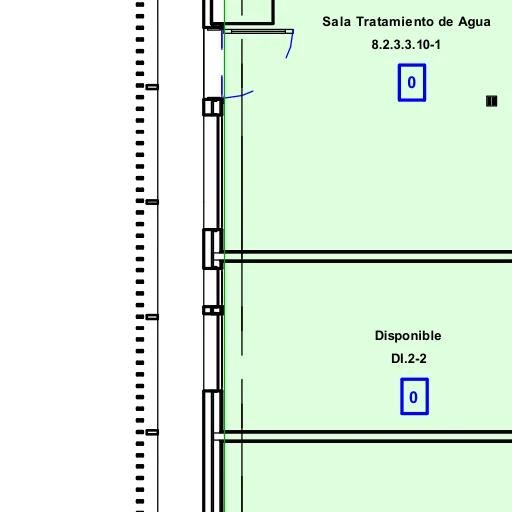 Sala Tratamiento de Agua
8.2.3.3.10-1
0
Disponible
DI.2-2
0